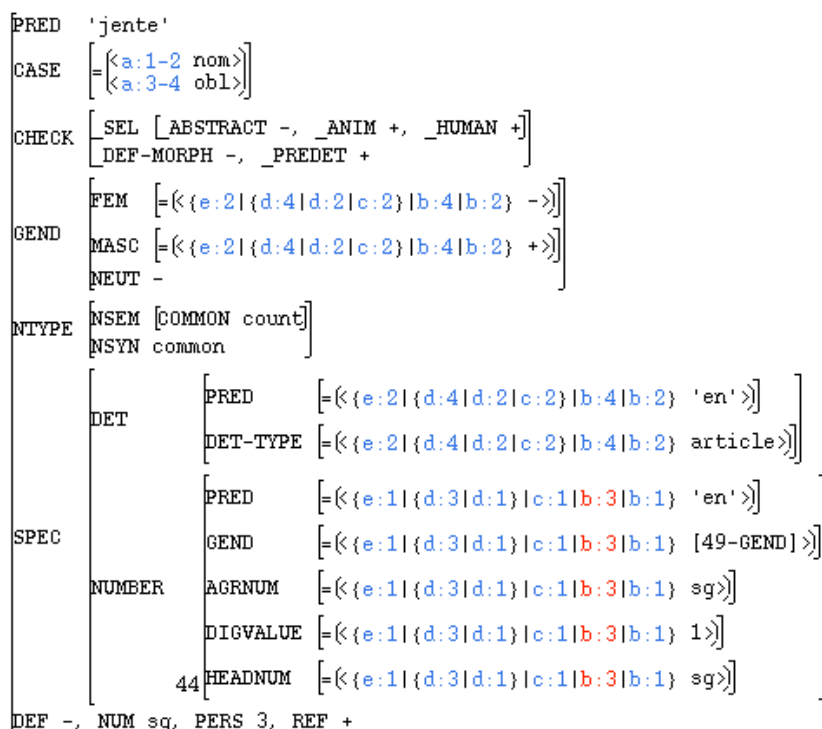 PRED 'jente'
CASE [=(<a:1-2 nom>
<a:3-4 obl>)]
CHECK [_SEL [_ABSTRACT -, _ANIM +, _HUMAN +]
_DEF-MORPH -, _PREDET +]
GEND [FEM [=(<{e:2|{d:4|d:2|c:2}|b:4|b:2} ->)]
MASC [=(<{e:2|{d:4|d:2|c:2}|b:4|b:2} +>)]
NEUT -]
NTYPE [NSEM [COMMON count]
NSYN common]
SPEC [DET [PRED [=(<{e:2|{d:4|d:2|c:2}|b:4|b:2} 'en'>)]
DET-TYPE [=(<{e:2|{d:4|d:2|c:2}|b:4|b:2} article>)]]
NUMBER [PRED [=(<{e:1|{d:3|d:1}|c:1|b:3|b:1} 'en'>)]
GEND [=(<{e:1|{d:3|d:1}|c:1|b:3|b:1} [49-GEND]>)]
AGRNUM [=(<{e:1|{d:3|d:1}|c:1|b:3|b:1} sg>)]
DIGVALUE [=(<{e:1|{d:3|d:1}|c:1|b:3|b:1} 1>)]
44 HEADNUM [=(<{e:1|{d:3|d:1}|c:1|b:3|b:1} sg>)]
DEF -, NUM sg, PERS 3, REF +